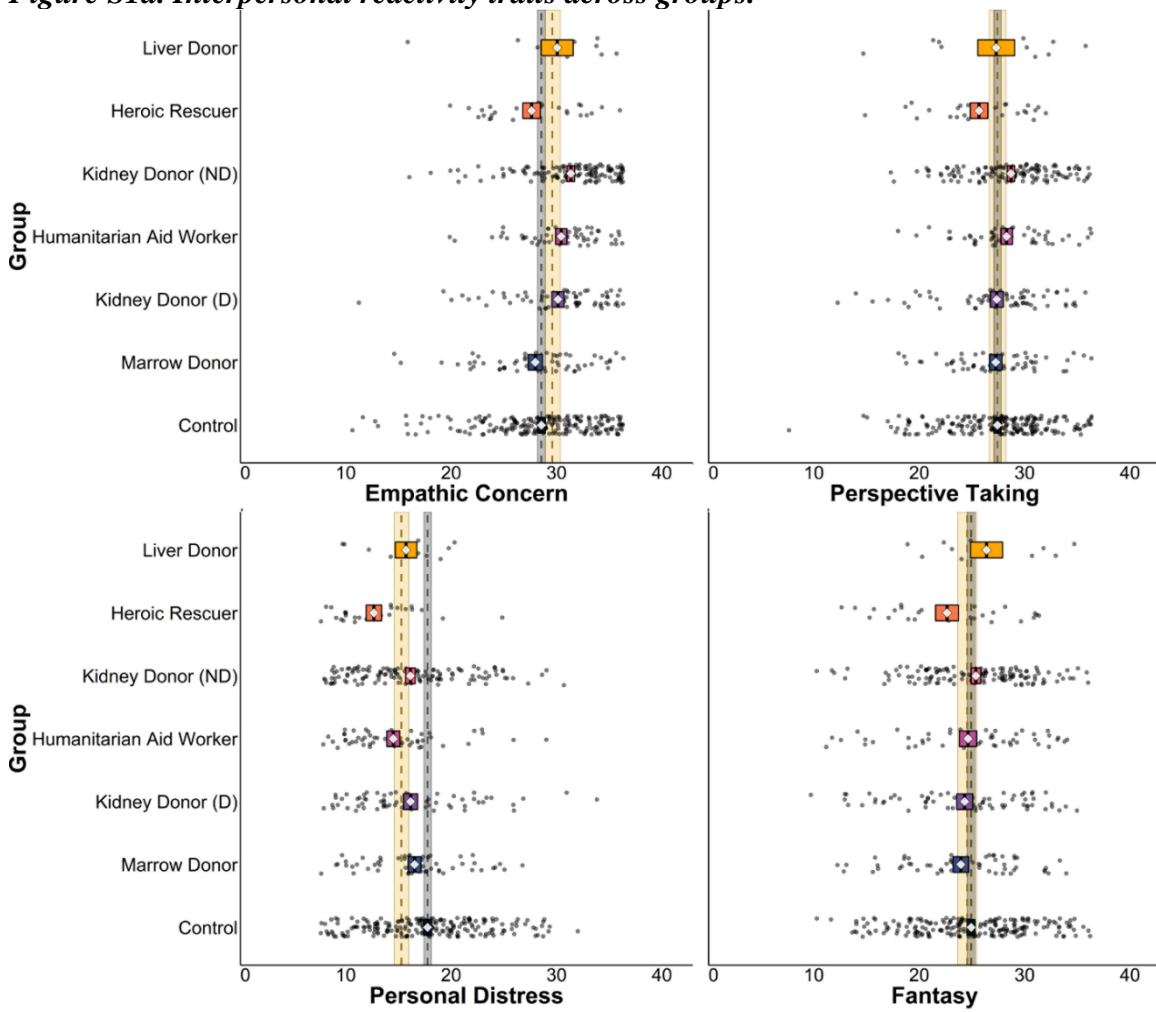 Figure S1a. Interpersonal reactivity traits across groups.
Group
Liver Donor
Heroic Rescuer
Kidney Donor (ND)
Humanitarian Aid Worker
Kidney Donor (D)
Marrow Donor
Control
0 10 20 30 40
Empathic Concern
0 10 20 30 40
Perspective Taking
Group
Liver Donor
Heroic Rescuer
Kidney Donor (ND)
Humanitarian Aid Worker
Kidney Donor (D)
Marrow Donor
Control
0 10 20 30 40
Personal Distress
0 10 20 30 40
Fantasy